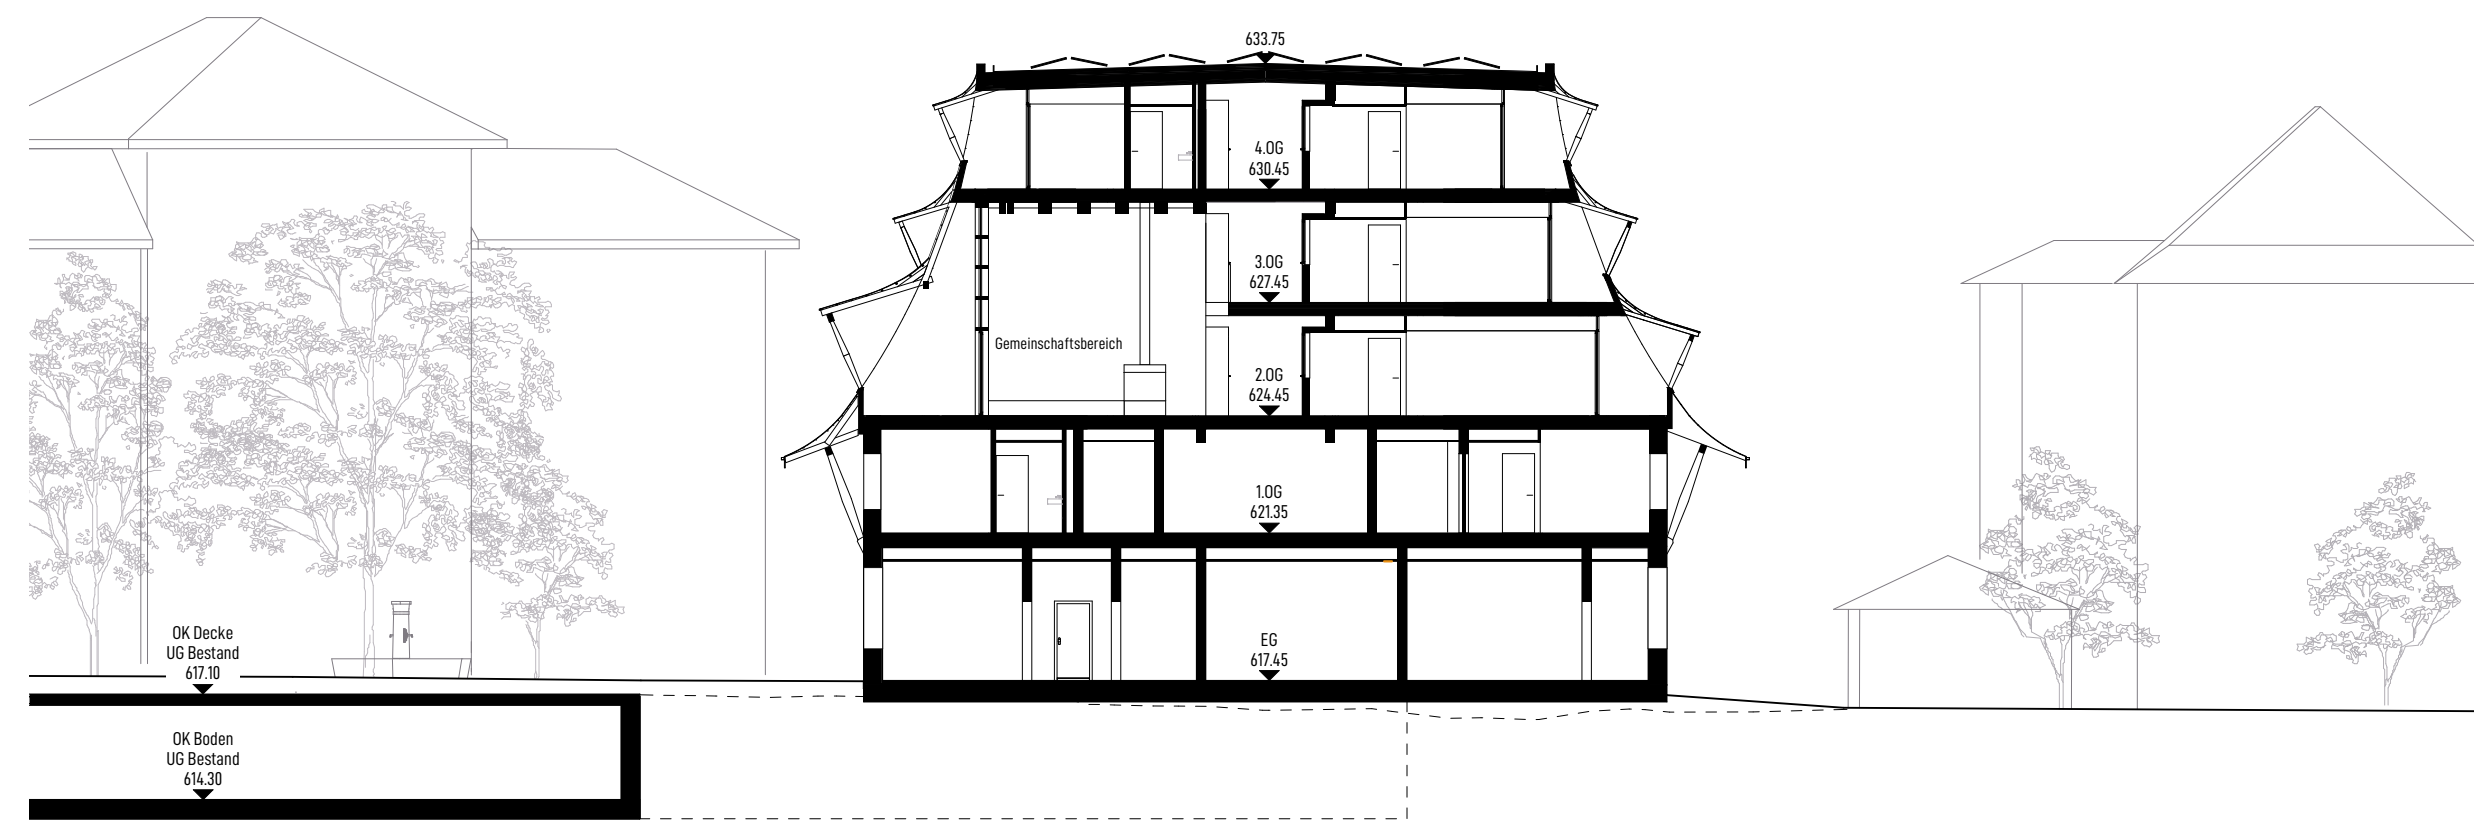 633.75
4.OG
630.45
3.OG
627.45
Gemeinschaftsbereich
2.OG
624.45
1.OG
621.35
EG
617.45
OK Decke
UG Bestand
617.10
OK Boden
UG Bestand
614.30